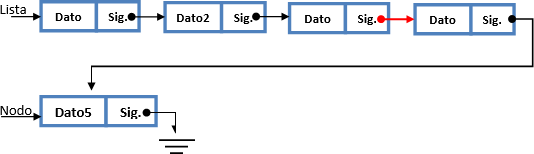 Lista
Dato Sig. Dato2 Sig. Dato Sig. Dato Sig.
Nodo
Dato5 Sig.